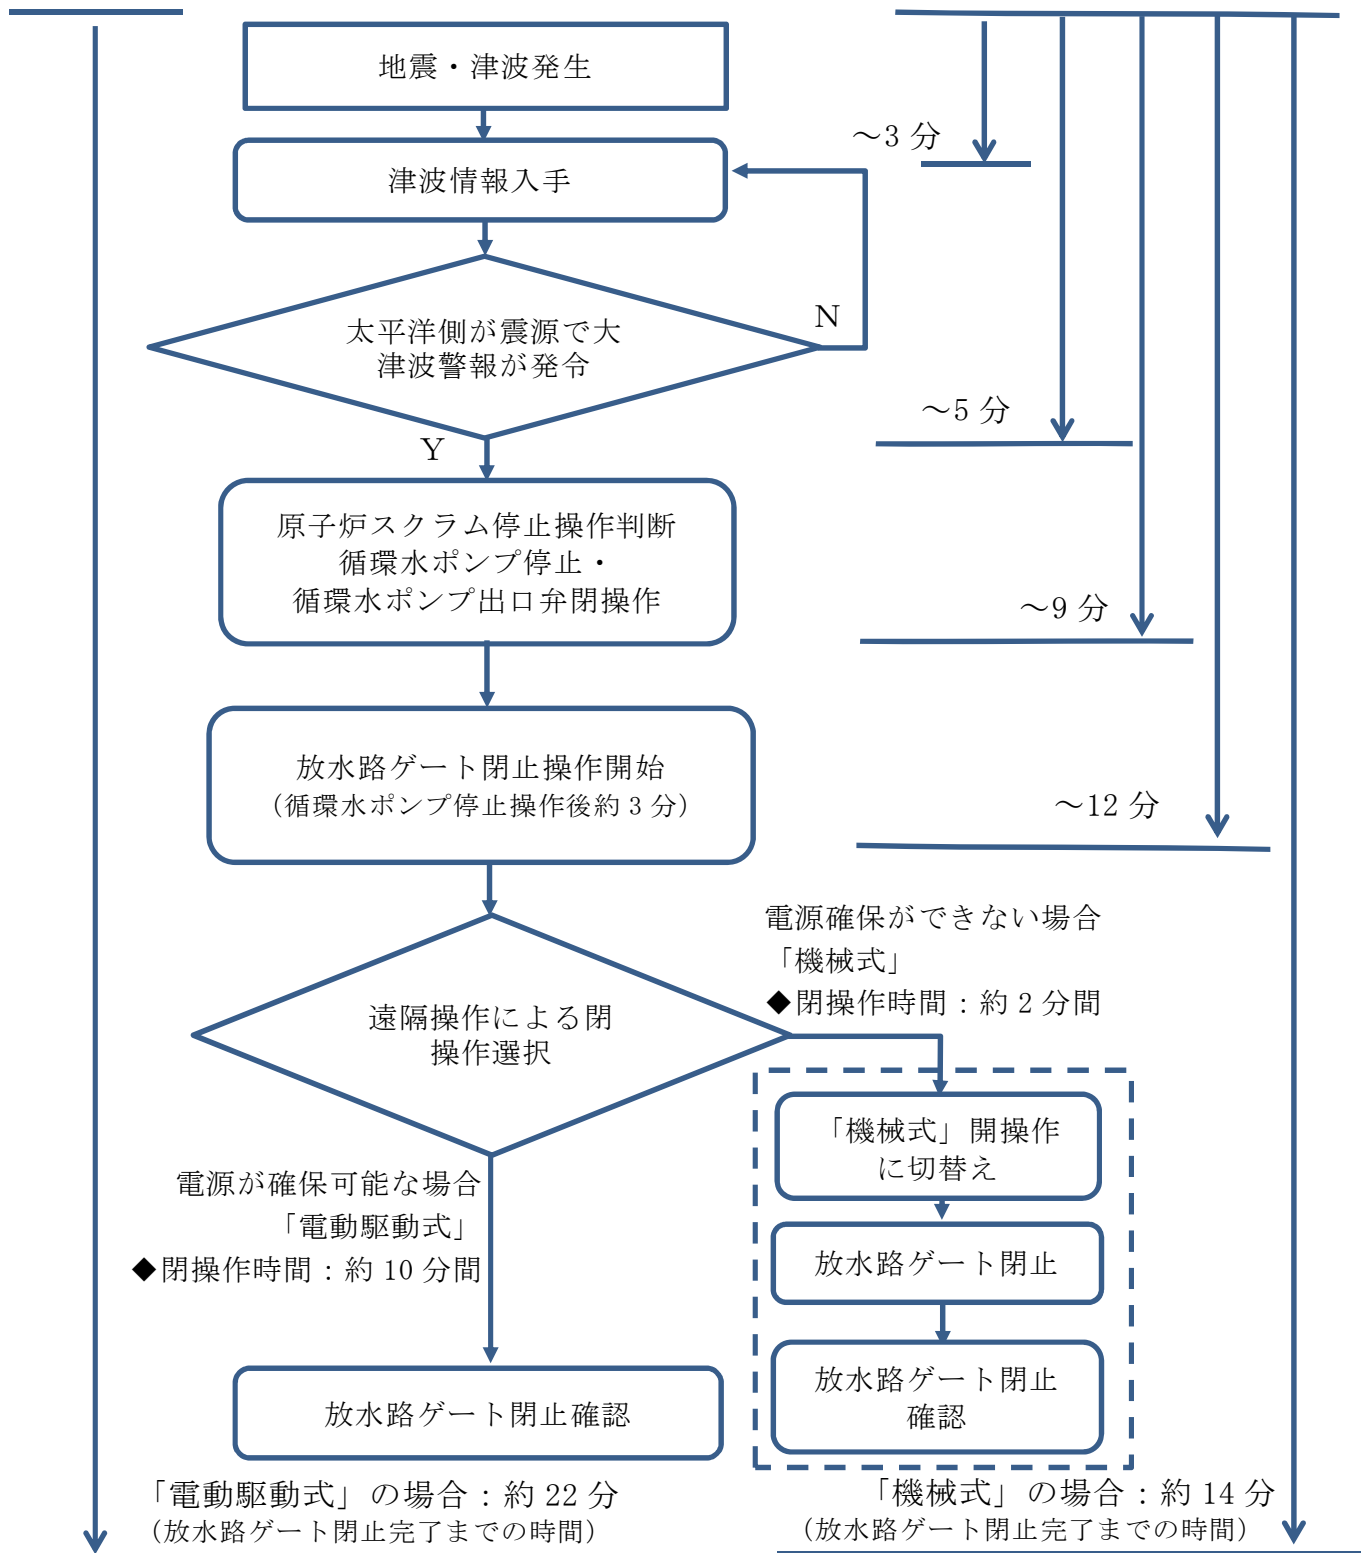 地震・津波発生
～3 分
津波情報入手
N
太平洋側が震源で大
津波警報が発令
～5 分
Y
原子炉スクラム停止操作判断
循環水ポンプ停止・
循環水ポンプ出口弁閉操作
～9 分
放水路ゲート閉止操作開始
（循環水ポンプ停止操作後約 3 分）
～12 分
電源確保ができない場合
「機械式」
◆閉操作時間：約 2 分間
遠隔操作による閉
操作選択
「機械式」開操作
に切替え
電源が確保可能な場合
「電動駆動式」
◆閉操作時間：約 10 分間
放水路ゲート閉止
放水路ゲート閉止
確認
放水路ゲート閉止確認
「電動駆動式」の場合：約 22 分
（放水路ゲート閉止完了までの時間）
「機械式」の場合：約 14 分
（放水路ゲート閉止完了までの時間）